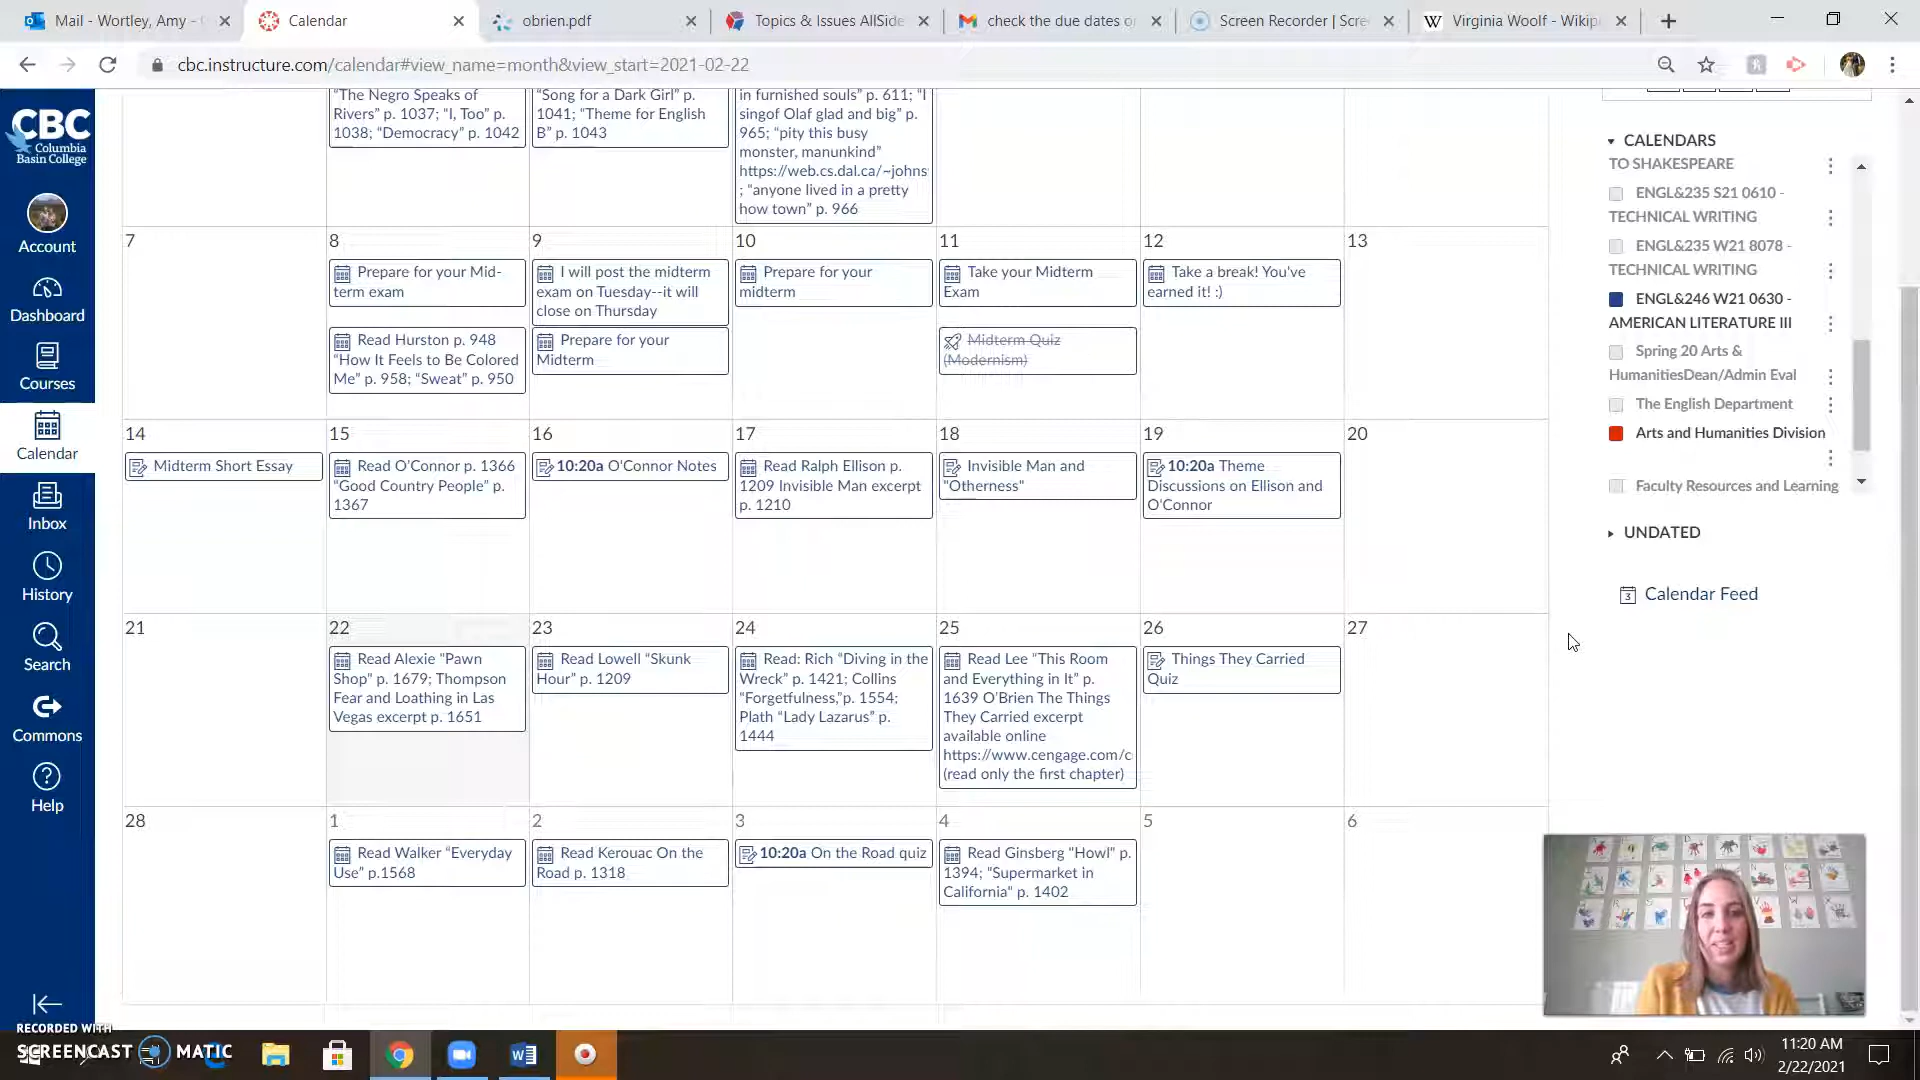 Mail - Wortley, Amy -
Calendar
obrien.pdf
Topics & Issues AllSide
check the due dates o
Screen Recorder | Scre
Virginia Woolf - Wikip
cbc.instructure.com/calendar#view_name=month&view_start=2021-02-22
CBC
Columbia
Basin College
Account
Dashboard
Courses
Calendar
Inbox
History
Search
Commons
Help
"The Negro Speaks of
Rivers" p. 1037; "I, Too" p.
1038; "Democracy" p. 1042
"Song for a Dark Girl" p.
1041; "Theme for English
B" p. 1043
in furnished souls" p. 611; "I
singof Olaf glad and big" p.
965; "pity this busy
monster, manunkind"
https://web.cs.dal.ca/~johns
; "anyone lived in a pretty
how town" p. 966
7
8
Prepare for your Mid-
term exam
Read Hurston p. 948
"How It Feels to Be Colored
Me" p. 958; "Sweat" p. 950
9
I will post the midterm
exam on Tuesday--it will
close on Thursday
Prepare for your
Midterm
10
Prepare for your
midterm
11
Take your Midterm
Exam
Midterm Quiz
(Modernism)
12
Take a break! You've
earned it! :)
13
14
Midterm Short Essay
15
Read O'Connor p. 1366
"Good Country People" p.
1367
16
10:20a O'Connor Notes
17
Read Ralph Ellison p.
1209 Invisible Man excerpt
p. 1210
18
Invisible Man and
"Otherness"
19
10:20a Theme
Discussions on Ellison and
O'Connor
20
21
22
Read Alexie "Pawn
Shop" p. 1679; Thompson
Fear and Loathing in Las
Vegas excerpt p. 1651
23
Read Lowell "Skunk
Hour" p. 1209
24
Read: Rich "Diving in the
Wreck" p. 1421; Collins
"Forgetfulness,"p. 1554;
Plath "Lady Lazarus" p.
1444
25
Read Lee "This Room
and Everything in It" p.
1639 O'Brien The Things
They Carried excerpt
available online
https://www.cengage.com/c
(read only the first chapter)
26
Things They Carried
Quiz
27
28
1
Read Walker "Everyday
Use" p.1568
2
Read Kerouac On the
Road p. 1318
3
10:20a On the Road quiz
4
Read Ginsberg "Howl" p.
1394; "Supermarket in
California" p. 1402
5
6
CALENDARS
TO SHAKESPEARE
ENGL&235 S21 0610 -
TECHNICAL WRITING
ENGL&235 W21 8078 -
TECHNICAL WRITING
ENGL&246 W21 0630 -
AMERICAN LITERATURE III
Spring 20 Arts &
HumanitiesDean/Admin Eval
The English Department
Arts and Humanities Division
Faculty Resources and Learning
UNDATED
3
Calendar Feed
RECORDED WITH
SCREENCAST MATIC
11:20 AM
2/22/2021